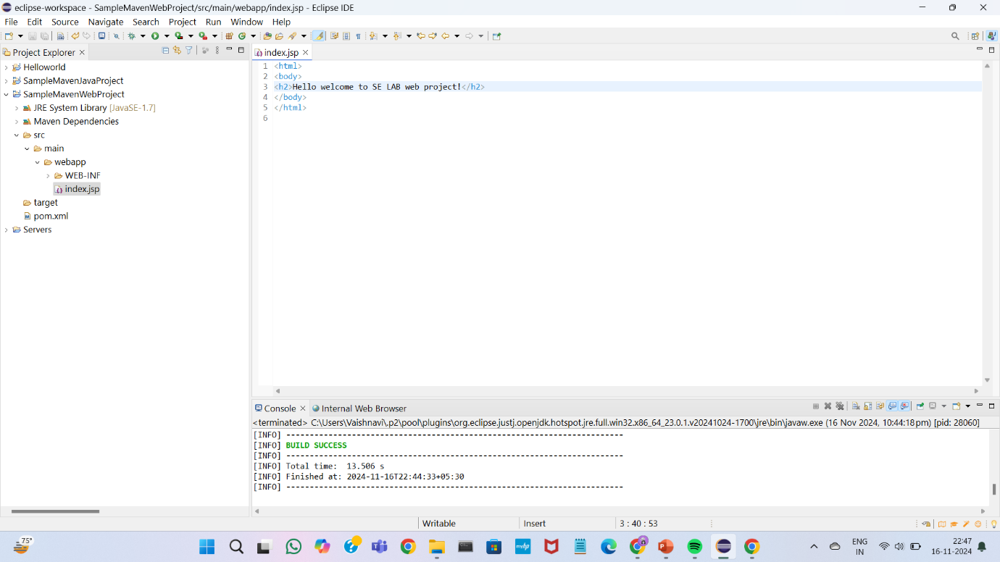 eclipse-workspace - SampleMavenWebProject/src/main/webapp/index.jsp - Eclipse IDE
File Edit Source Navigate Search Project Run Window Help
Project Explorer
Helloworld
SampleMavenJavaProject
SampleMavenWebProject
JRE System Library [JavaSE-1.7]
Maven Dependencies
src
main
webapp
WEB-INF
index.jsp
target
pom.xml
Servers
index.jsp
1 <html>
2 <body>
3 <h2>Hello welcome to SE LAB web project!</h2>
4 </body>
5 </html>
6
Console Internal Web Browser
<terminated> C:\Users\Vaishnavi\.p2\pool\plugins\org.eclipse.justj.openjdk.hotspot.jre.full.win32.x86_64_23.0.1.v20241024-1700\jre\bin\javaw.exe (16 Nov 2024, 10:44:18 pm) [pid: 28060]
[INFO] ------------------------------------------------------------------------
[INFO] BUILD SUCCESS
[INFO] ------------------------------------------------------------------------
[INFO] Total time:  13.506 s
[INFO] Finished at: 2024-11-16T22:44:33+05:30
[INFO] ------------------------------------------------------------------------
Writable Insert 3 : 40 : 53
75°
ENG 22:47
IN 16-11-2024